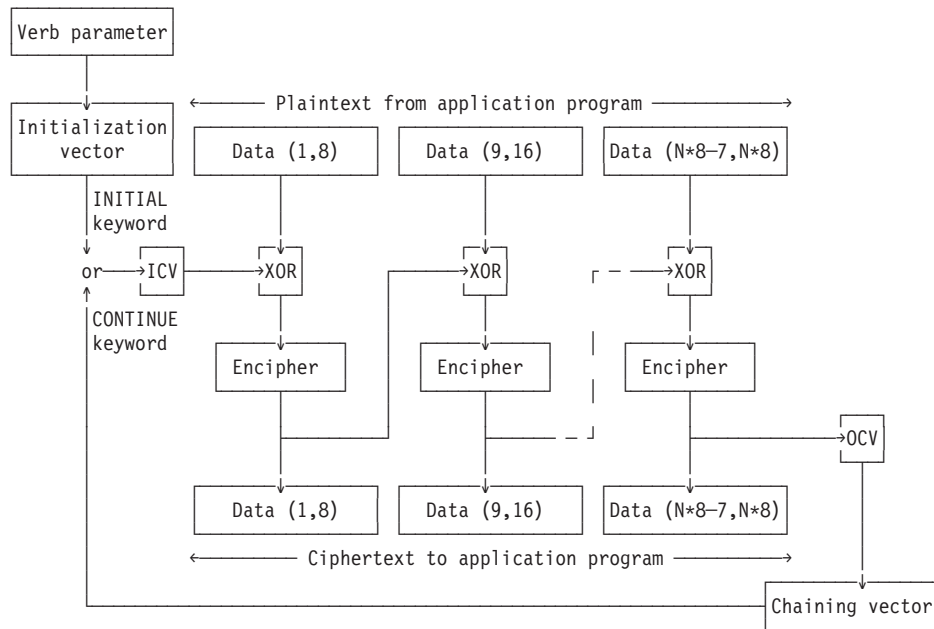 Verb parameter
Plaintext from application program
Initialization
vector
Data (1,8)
Data (9,16)
Data (N*8–7,N*8)
INITIAL
keyword
or
ICV
XOR
XOR
XOR
CONTINUE
keyword
Encipher
Encipher
Encipher
OCV
Data (1,8)
Data (9,16)
Data (N*8–7,N*8)
Ciphertext to application program
Chaining vector